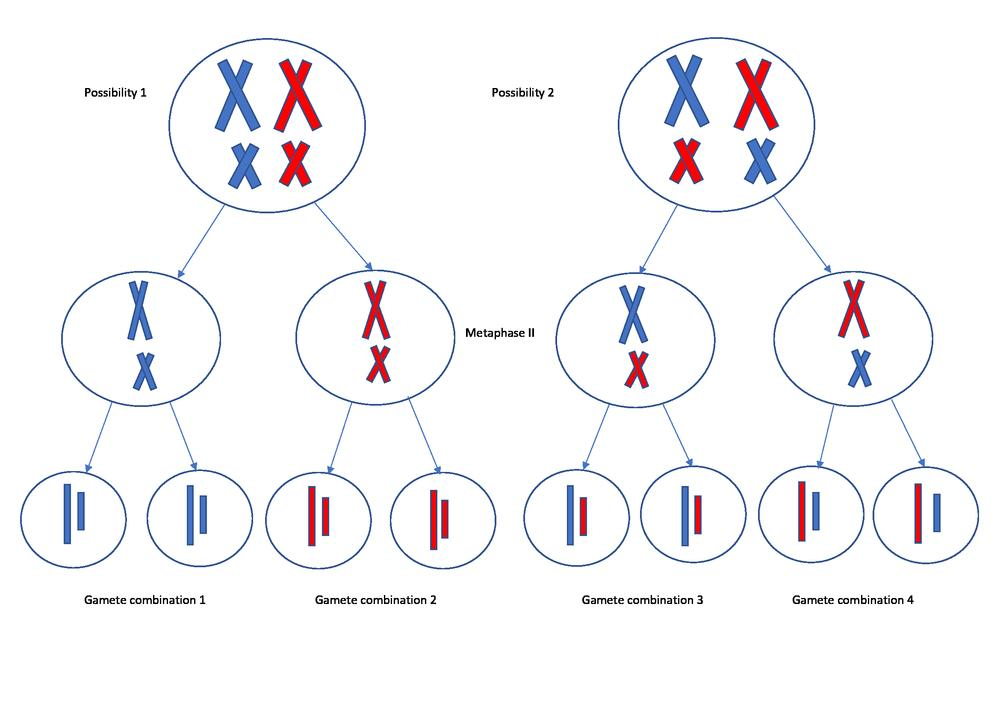 Possibility 1
Possibility 2
Metaphase II
Gamete combination 1
Gamete combination 2
Gamete combination 3
Gamete combination 4